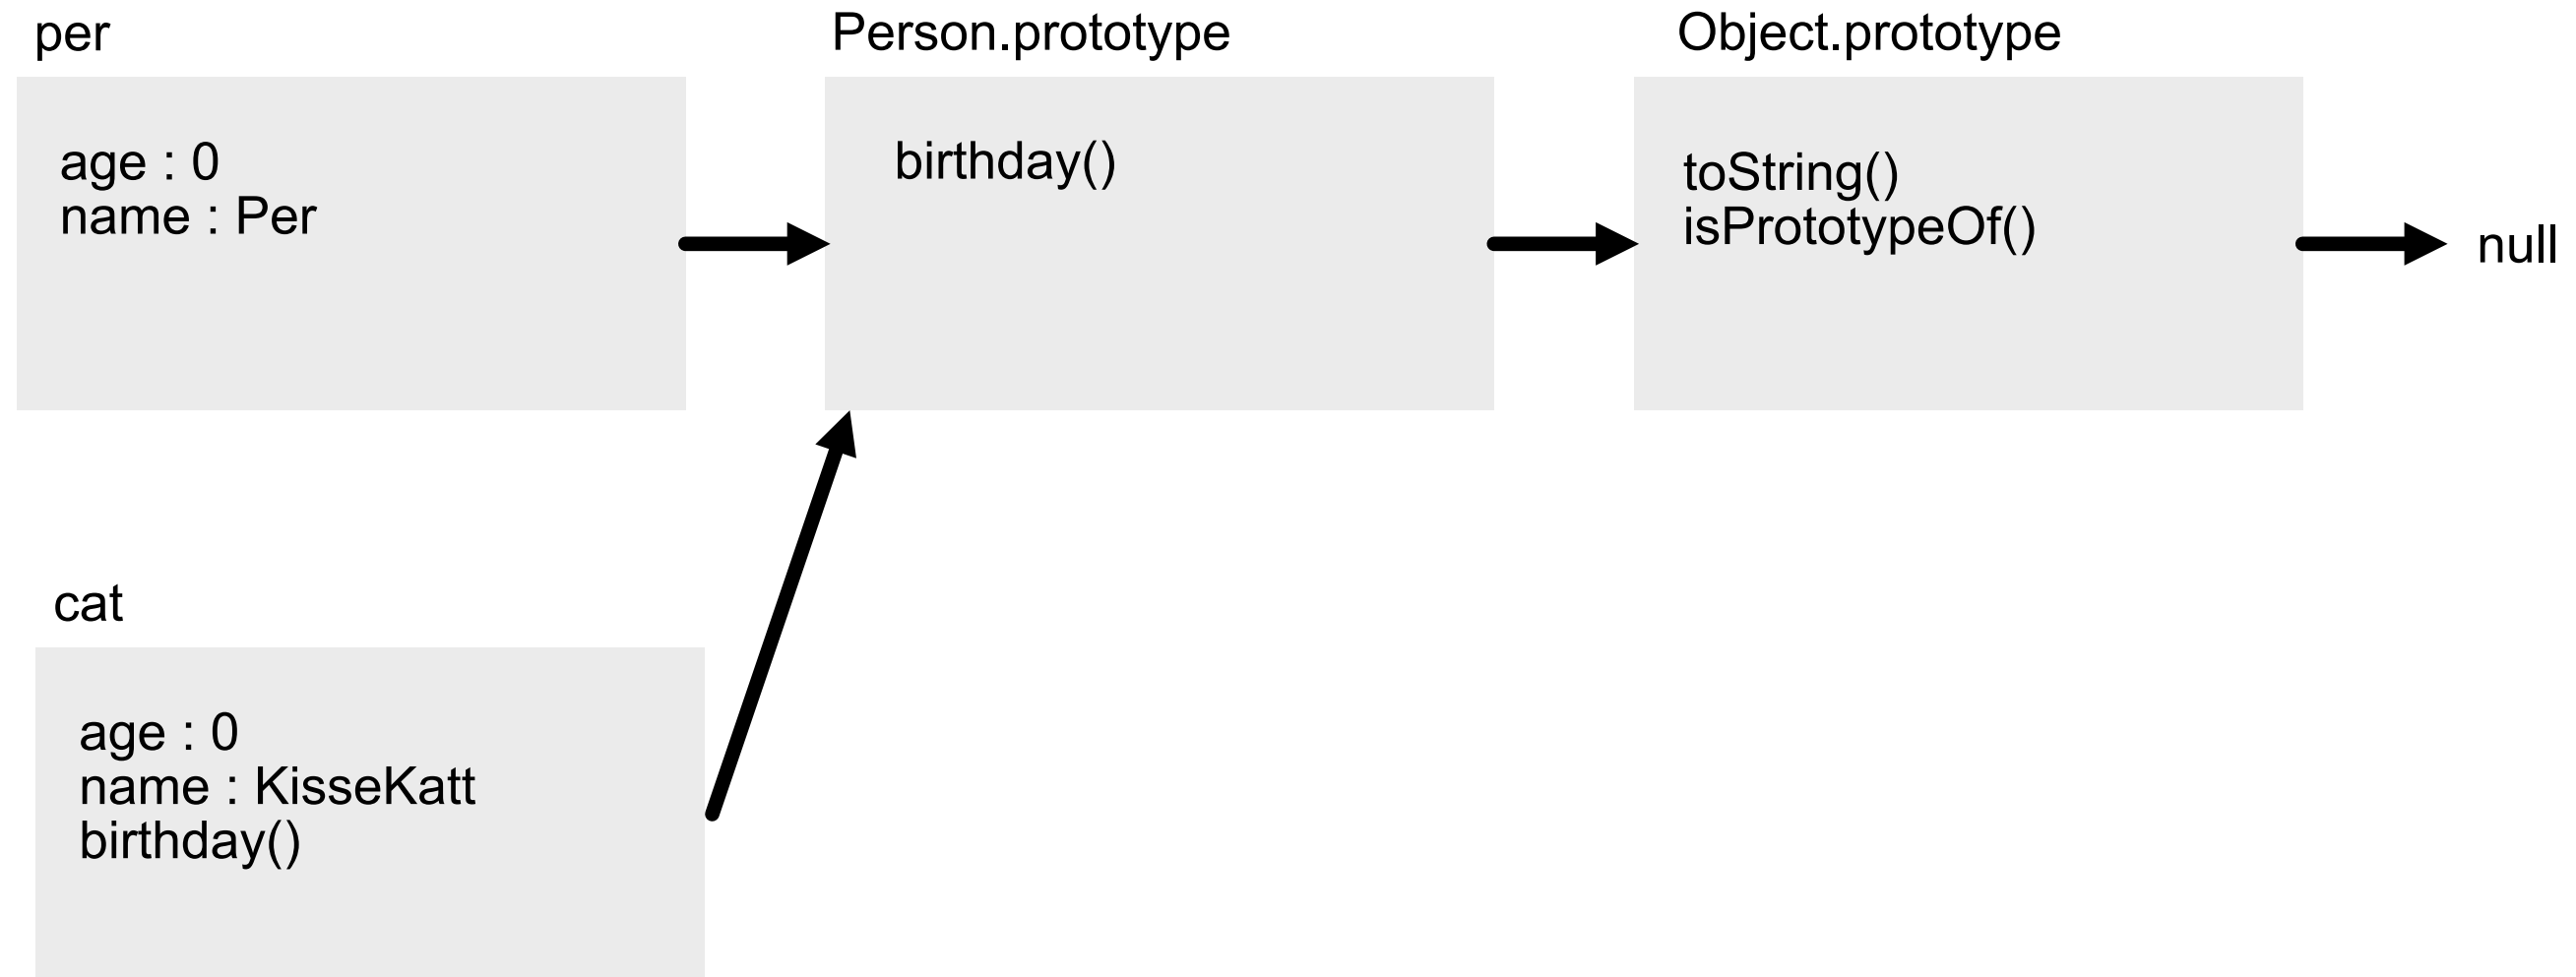 per
age : 0
name : Per
Person.prototype
birthday()
Object.prototype
toString()
isPrototypeOf()
null
cat
age : 0
name : KisseKatt
birthday()